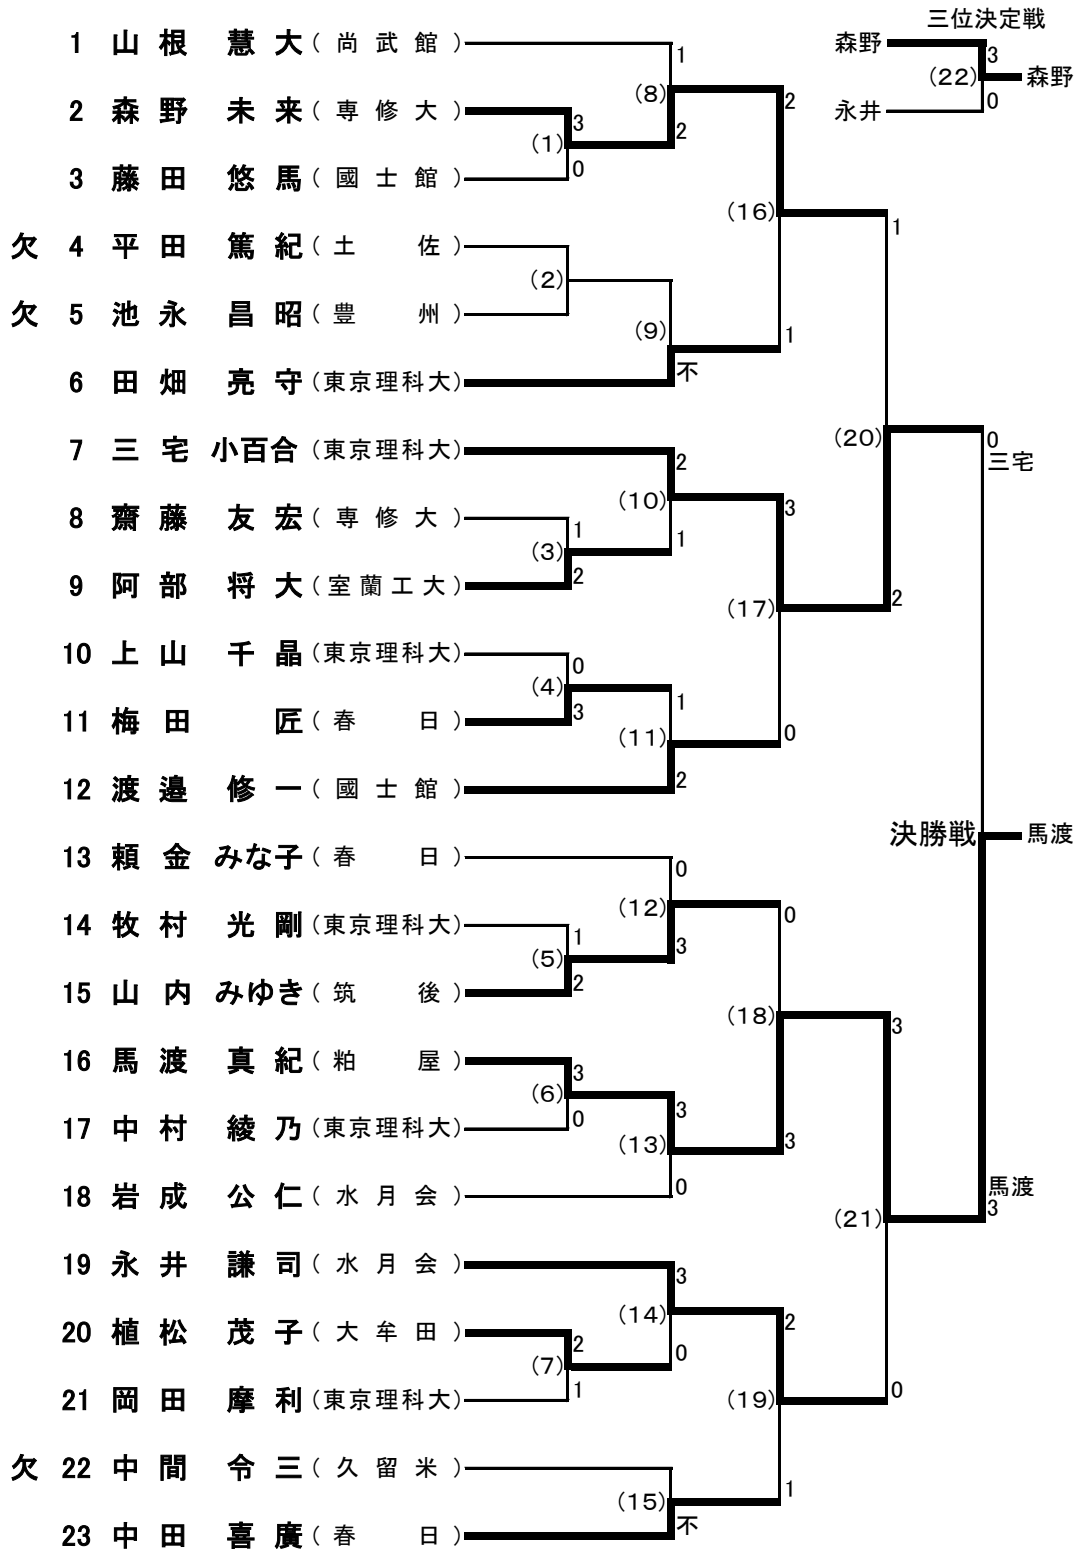 三位決定戦
森野
3
(22)
森野
0
永井
1 山根 慧大(尚武館)
2 森野 未来(専修大)
3 藤田 悠馬(國士館)
欠 4 平田 篤紀(土佐)
欠 5 池永 昌昭(豊州)
6 田畑 亮守(東京理科大)
7 三宅 小百合(東京理科大)
8 齋藤 友宏(専修大)
9 阿部 将大(室蘭工大)
10 上山 千晶(東京理科大)
11 梅田 匠(春日)
12 渡邉 修一(國士館)
13 頼金 みな子(春日)
14 牧村 光剛(東京理科大)
15 山内 みゆき(筑後)
16 馬渡 真紀(粕屋)
17 中村 綾乃(東京理科大)
18 岩成 公仁(水月会)
19 永井 謙司(水月会)
20 植松 茂子(大牟田)
21 岡田 摩利(東京理科大)
欠 22 中間 令三(久留米)
23 中田 喜廣(春日)
3
(1)
0
(2)
1
(3)
2
0
(4)
3
1
(5)
2
3
(6)
0
2
(7)
1
1
(8)
2
(9)
不
2
(10)
1
1
(11)
2
0
(12)
3
3
(13)
0
3
(14)
0
(15)
不
2
(16)
1
3
(17)
0
0
(18)
3
2
(19)
1
1
(20)
2
3
(21)
0
0
三宅
決勝戦
馬渡
馬渡
3